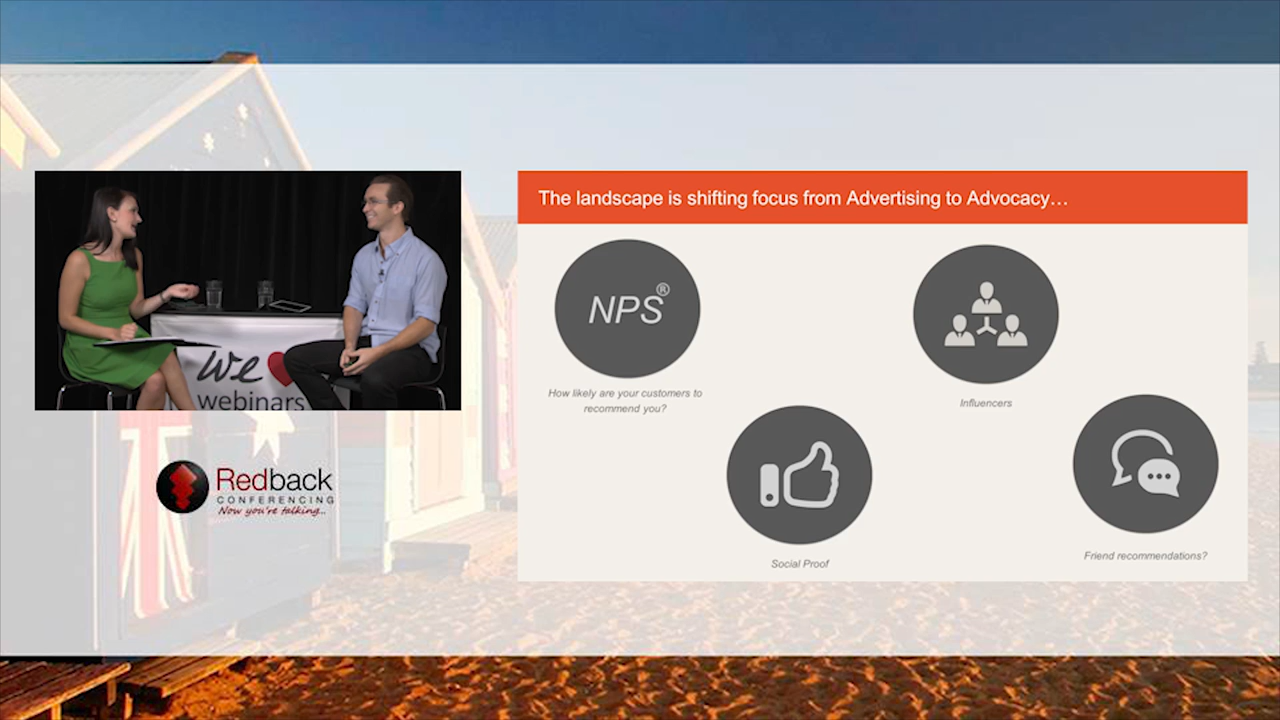 The landscape is shifting focus from Advertising to Advocacy…
NPS®
How likely are your customers to
recommend you?
Influencers
Social Proof
Friend recommendations?
We
webinars
Redback
CONFERENCING
Now you're talking...